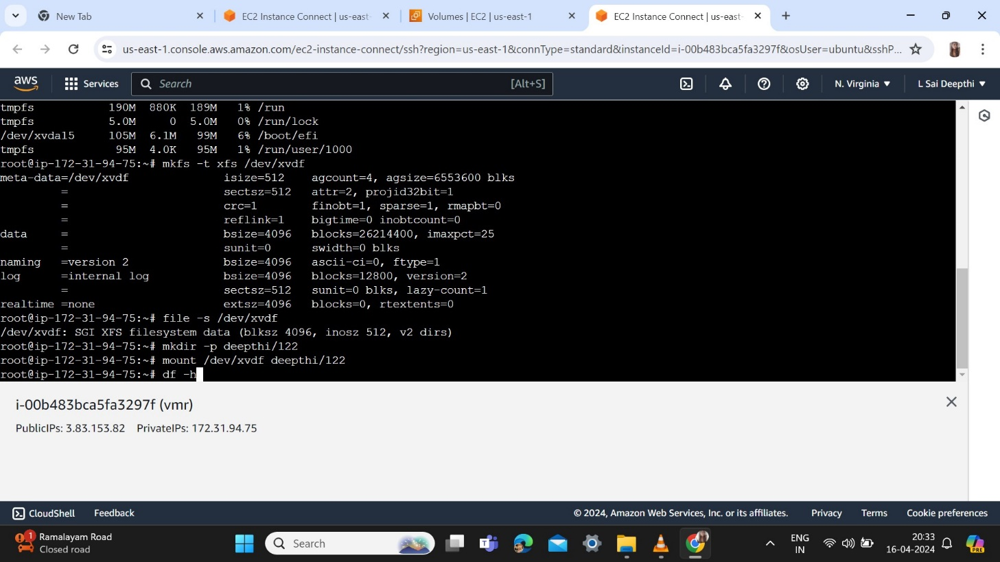 New Tab
EC2 Instance Connect | us-east-
Volumes | EC2 | us-east-1
EC2 Instance Connect | us-east-
us-east-1.console.aws.amazon.com/ec2-instance-connect/ssh?region=us-east-1&connType=standard&instanceId=i-00b483bca5fa3297f&osUser=ubuntu&sshP...
aws
Services
Search
[Alt+S]
N. Virginia
L Sai Deepthi
tmpfs 190M 880K 189M 1% /run
tmpfs 5.0M 0 5.0M 0% /run/lock
/dev/xvda15 105M 6.1M 99M 6% /boot/efi
tmpfs 95M 4.0K 95M 1% /run/user/1000
root@ip-172-31-94-75:~# mkfs -t xfs /dev/xvdf
meta-data=/dev/xvdf isize=512 agcount=4, agsize=6553600 blks
= sectsz=512 attr=2, projid32bit=1
= crc=1 finobt=1, sparse=1, rmapbt=0
= reflink=1 bigtime=0 inobtcount=0
data = bsize=4096 blocks=26214400, imaxpct=25
= sunit=0 swidth=0 blks
naming =version 2 bsize=4096 ascii-ci=0, ftype=1
log =internal log bsize=4096 blocks=12800, version=2
= sectsz=512 sunit=0 blks, lazy-count=1
realtime =none extsz=4096 blocks=0, rtextents=0
root@ip-172-31-94-75:~# file -s /dev/xvdf
/dev/xvdf: SGI XFS filesystem data (blksz 4096, inosz 512, v2 dirs)
root@ip-172-31-94-75:~# mkdir -p deepthi/122
root@ip-172-31-94-75:~# mount /dev/xvdf deepthi/122
root@ip-172-31-94-75:~# df -h
i-00b483bca5fa3297f (vmr)
PublicIPs: 3.83.153.82 PrivateIPs: 172.31.94.75
CloudShell
Feedback
© 2024, Amazon Web Services, Inc. or its affiliates.
Privacy
Terms
Cookie preferences
1
Ramalayam Road
Closed road
Search
ENG
IN
20:33
16-04-2024
PRE